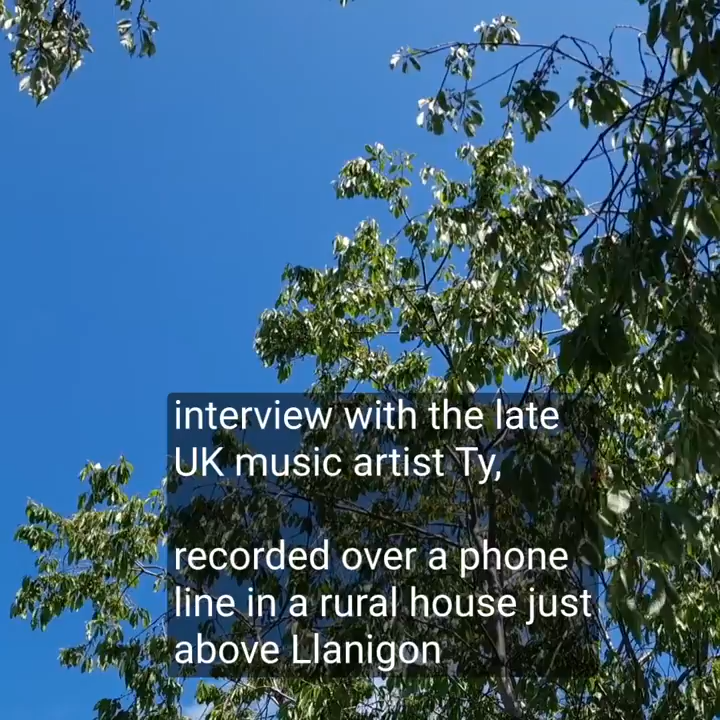 interview with the late
UK music artist Ty,
recorded over a phone
line in a rural house just
above Llanigon